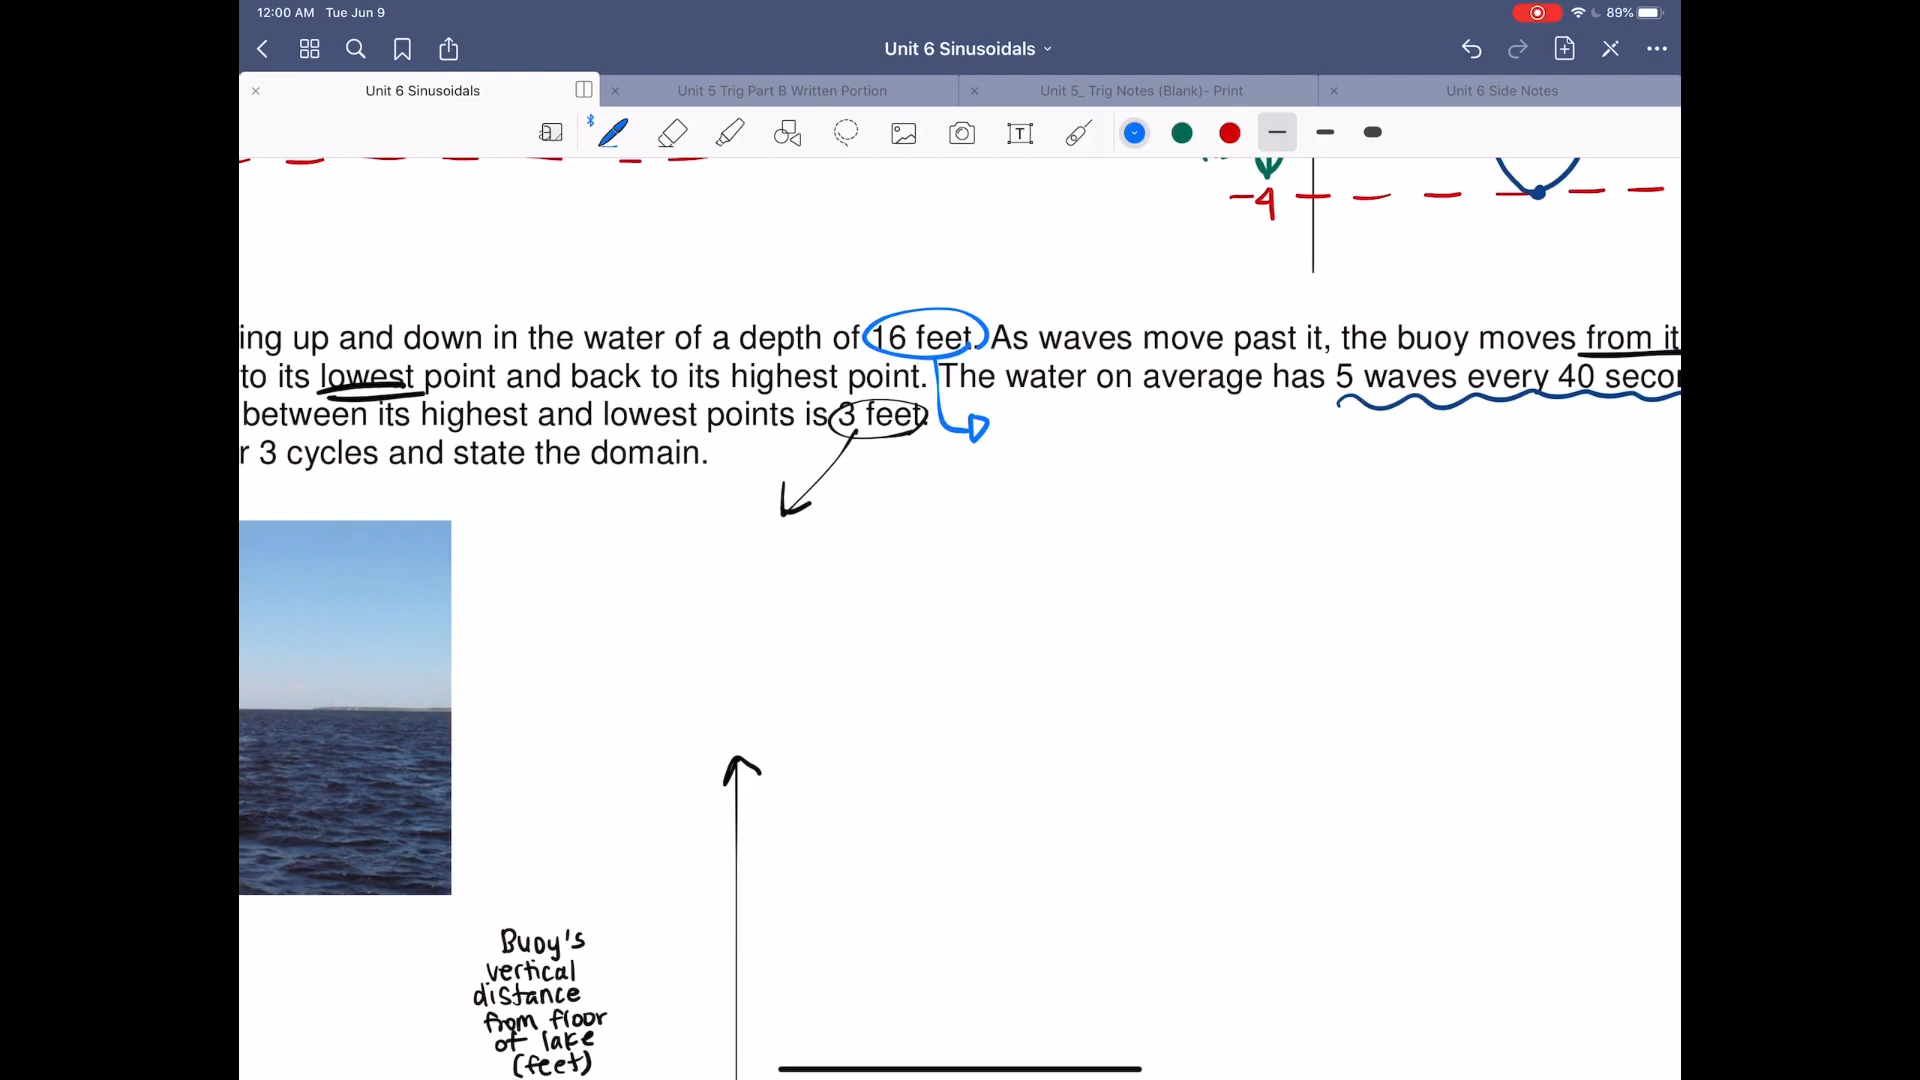 12:00 AM Tue Jun 9
89%
Unit 6 Sinusoidals
Unit 6 Sinusoidals
Unit 5 Trig Part B Written Portion
Unit 5_ Trig Notes (Blank)- Print
Unit 6 Side Notes
T
-4
ing up and down in the water of a depth of 16 feet. As waves move past it, the buoy moves from it
to its lowest point and back to its highest point. The water on average has 5 waves every 40 secon
between its highest and lowest points is 3 feet.
r 3 cycles and state the domain.
Buoy's
vertical
distance
from floor
of lake
(feet)